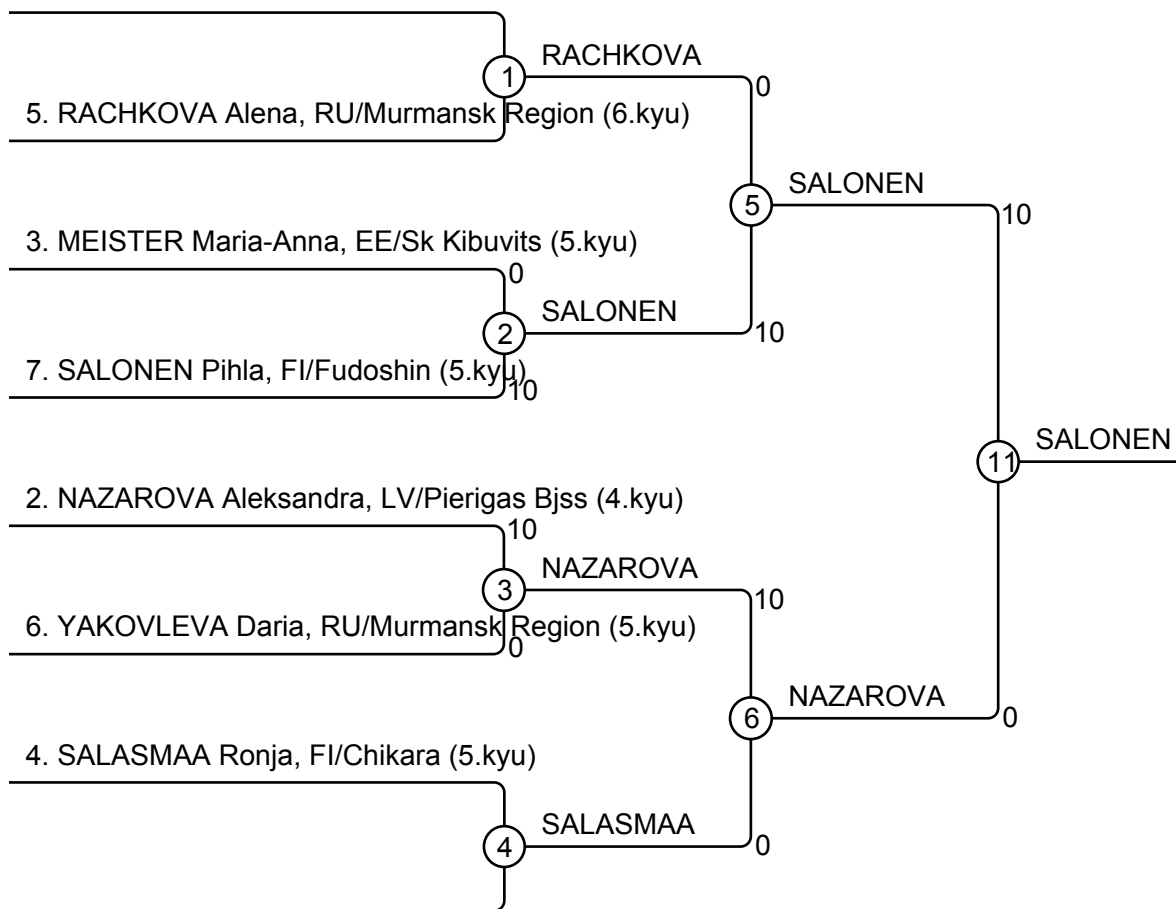 RACHKOVA
1
0
5. RACHKOVA Alena, RU/Murmansk Region (6.kyu)
SALONEN
5
10
3. MEISTER Maria-Anna, EE/Sk Kibuvits (5.kyu)
0
SALONEN
2
10
7. SALONEN Pihla, FI/Fudoshin (5.kyu)
10
SALONEN
11
2. NAZAROVA Aleksandra, LV/Pierigas Bjss (4.kyu)
10
NAZAROVA
3
10
6. YAKOVLEVA Daria, RU/Murmansk Region (5.kyu)
0
NAZAROVA
6
0
4. SALASMAA Ronja, FI/Chikara (5.kyu)
SALASMAA
4
0